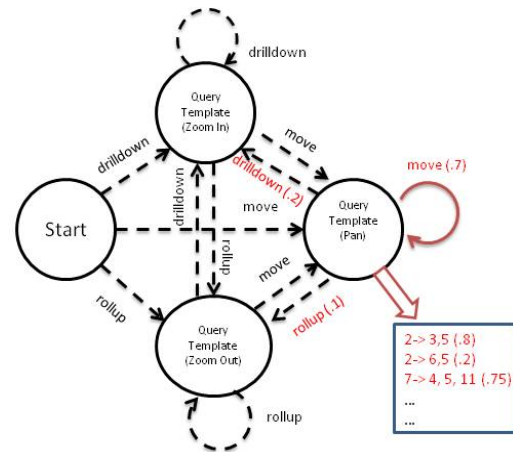 drilldown
Query
Template
(Zoom In)
drilldown
move
drilldown (.2)
move (.7)
drilldown
Start
move
Query
Template
(Pan)
rollup
rollup
move
rollup (.1)
Query
Template
(Zoom Out)
2-> 3,5 (.8)
2-> 6,5 (.2)
7-> 4, 5, 11 (.75)
...
...
rollup